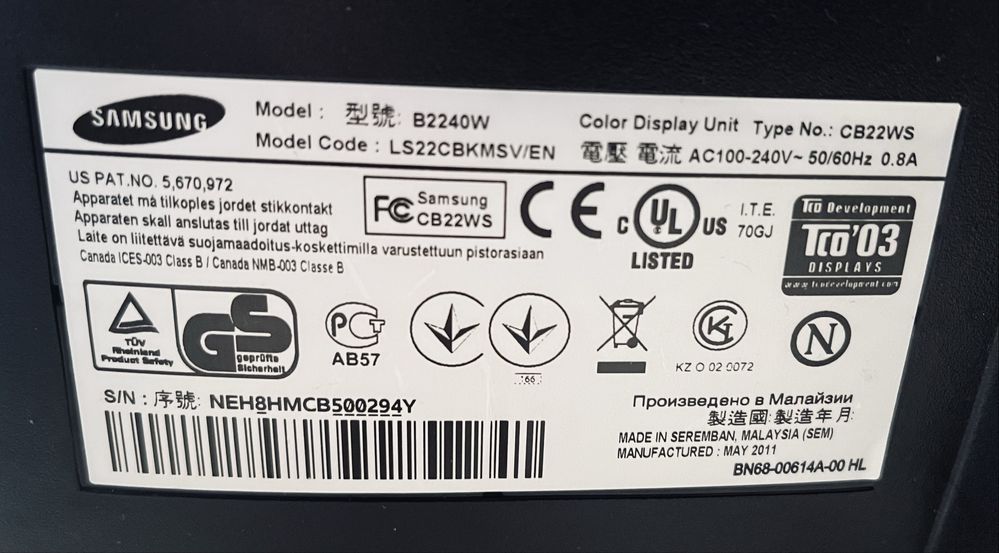 SAMSUNG
Model : 型號: B2240W
Model Code : LS22CBKMSV/EN
Color Display Unit Type No.: CB22WS
電壓 電流 AC100-240V~ 50/60Hz 0.8A
US PAT.NO. 5,670,972
Apparatet må tilkoples jordet stikkontakt
Apparaten skall anslutas till jordat uttag
Laite on liitettävä suojamaadoitus-koskettimilla varustettuun pistorasiaan
Canada ICES-003 Class B / Canada NMB-003 Classe B
FC Samsung
CB22WS
CE
C UL US
LISTED
I.T.E.
70GJ
TCO Development
TCO'03
DISPLAYS
www.tcodevelopment.com
TÜV
Rheinland
Product Safety
GS
geprüfte
Sicherheit
PCT
AB57
166
KZ O 02 0072
N
S/N : 序號: NEH8HMCB500294Y
Произведено в Малайзии
製造國: 製造年月:
MADE IN SEREMBAN, MALAYSIA (SEM)
MANUFACTURED : MAY 2011
BN68-00614A-00 HL